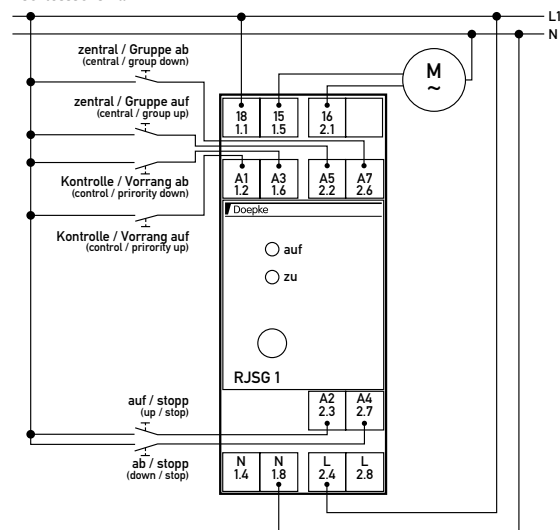 L1
N
zentral / Gruppe ab
(central / group down)
zentral / Gruppe auf
(central / group up)
Kontrolle / Vorrang ab
(control / prirority down)
Kontrolle / Vorrang auf
(control / prirority up)
M
~
18 15 16
1.1 1.5 2.1
A1 A3 A5 A7
1.2 1.6 2.2 2.6
Doepke
auf
zu
RJSG 1
auf / stopp
(up / stop)
ab / stopp
(down / stop)
A2 A4
2.3 2.7
N N L L
1.4 1.8 2.4 2.8